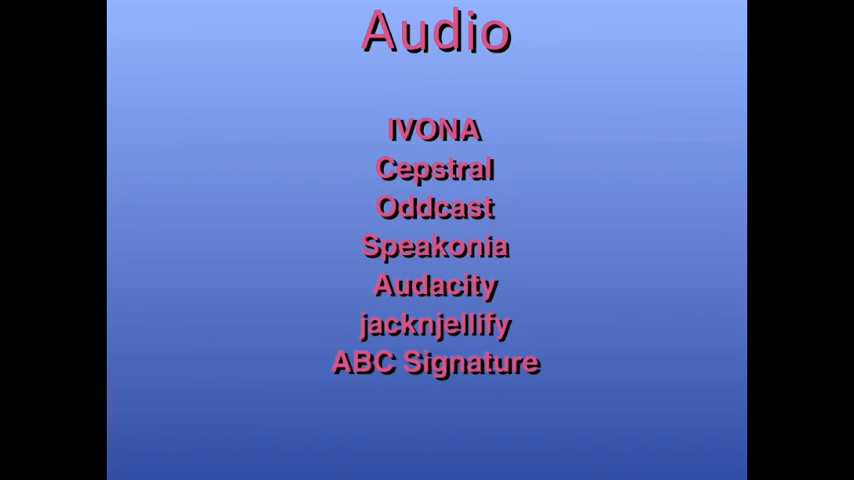 Audio
IVONA
Cepstral
Oddcast
Speakonia
Audacity
jacknjellify
ABC Signature